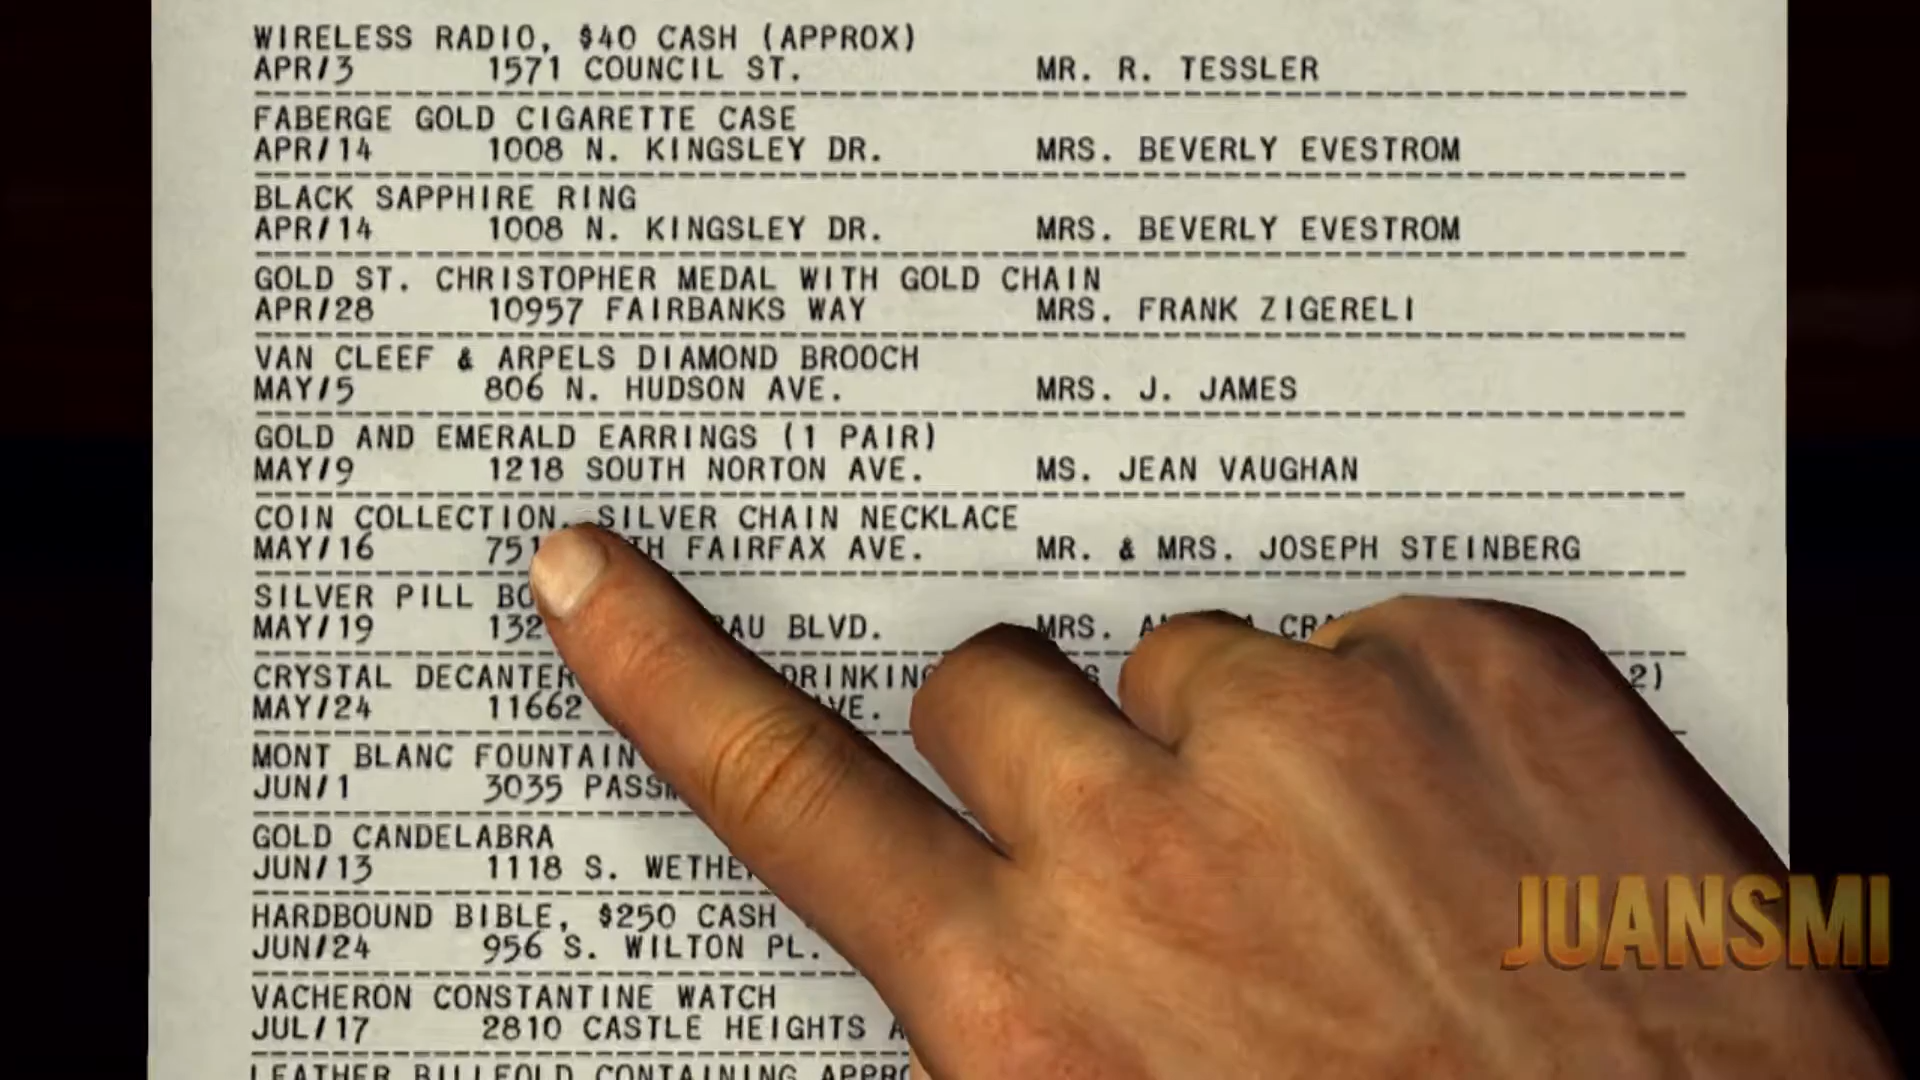 WIRELESS RADIO, $40 CASH (APPROX)
APR/3 1571 COUNCIL ST. MR. R. TESSLER
FABERGE GOLD CIGARETTE CASE
APR/14 1008 N. KINGSLEY DR. MRS. BEVERLY EVESTROM
BLACK SAPPHIRE RING
APR/14 1008 N. KINGSLEY DR. MRS. BEVERLY EVESTROM
GOLD ST. CHRISTOPHER MEDAL WITH GOLD CHAIN
APR/28 10957 FAIRBANKS WAY MRS. FRANK ZIGERELI
VAN CLEEF & ARPELS DIAMOND BROOCH
MAY/5 806 N. HUDSON AVE. MRS. J. JAMES
GOLD AND EMERALD EARRINGS (1 PAIR)
MAY/9 1218 SOUTH NORTON AVE. MS. JEAN VAUGHAN
COIN COLLECTION, SILVER CHAIN NECKLACE
MAY/16 FAIRFAX AVE. MR. & MRS. JOSEPH STEINBERG
SILVER PILL
MAY/19 BLVD. MRS.
CRYSTAL DECANTER
MAY/24 11662
MONT BLANC FOUNTAIN
JUN/1 3035
GOLD CANDELABRA
JUN/13 1118 S.
HARDBOUND BIBLE, $250 CASH
JUN/24 956 S. WILTON PL.
VACHERON CONSTANTINE WATCH
JUL/17 2810 CASTLE HEIGHTS
LEATHER BILLFOLD CONTAINING
JUANSMI